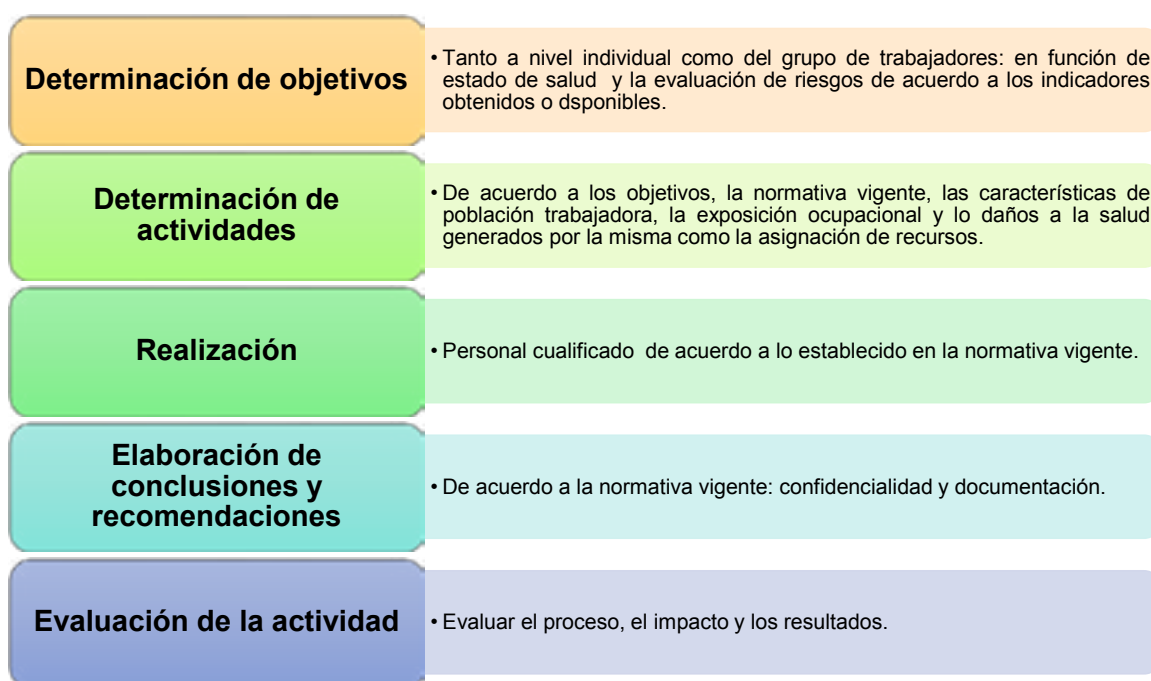 Determinación de objetivos
• Tanto a nivel individual como del grupo de trabajadores: en función de
estado de salud y la evaluación de riesgos de acuerdo a los indicadores
obtenidos o dsponibles.
Determinación de
actividades
• De acuerdo a los objetivos, la normativa vigente, las características de
población trabajadora, la exposición ocupacional y lo daños a la salud
generados por la misma como la asignación de recursos.
Realización
• Personal cualificado de acuerdo a lo establecido en la normativa vigente.
Elaboración de
conclusiones y
recomendaciones
• De acuerdo a la normativa vigente: confidencialidad y documentación.
Evaluación de la actividad
• Evaluar el proceso, el impacto y los resultados.